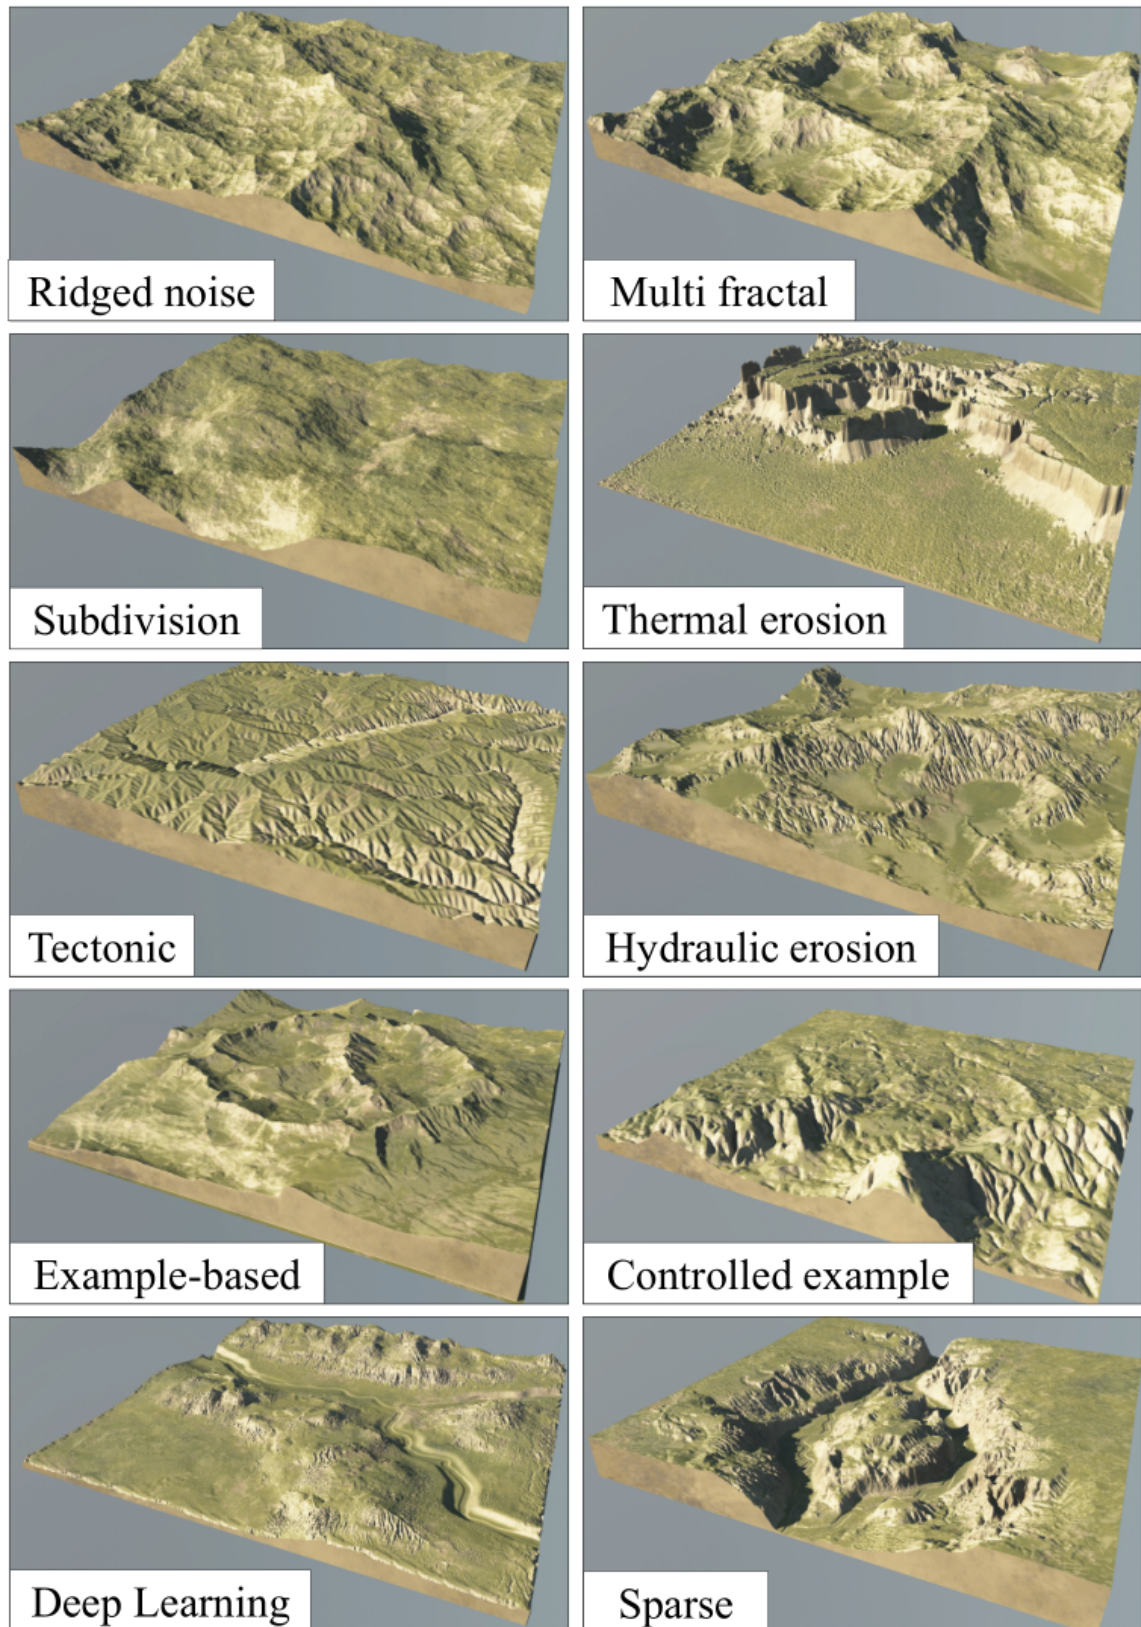 Ridged noise
Multi fractal
Subdivision
Thermal erosion
Tectonic
Hydraulic erosion
Example-based
Controlled example
Deep Learning
Sparse